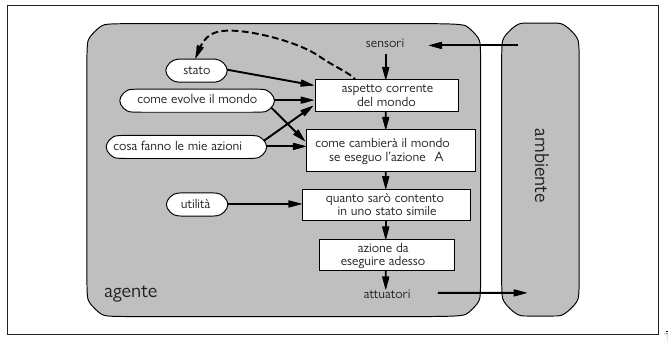 sensori
stato
aspetto corrente
del mondo
come evolve il mondo
cosa fanno le mie azioni
come cambierà il mondo
se eseguo l'azione A
utilità
quanto sarò contento
in uno stato simile
azione da
eseguire adesso
agente
attuatori
ambiente